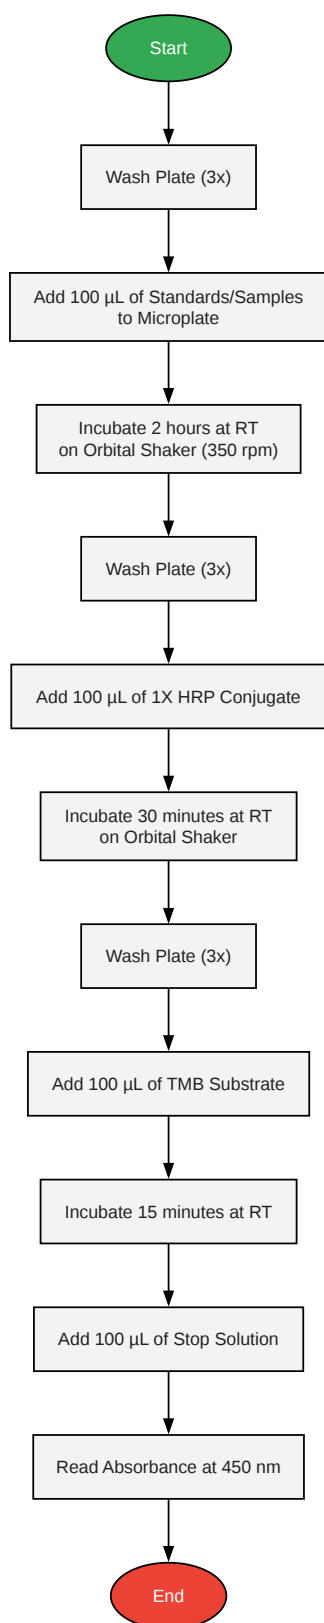 Start
Wash Plate (3x)
Add 100 µL of Standards/Samples
to Microplate
Incubate 2 hours at RT
on Orbital Shaker (350 rpm)
Wash Plate (3x)
Add 100 µL of 1X HRP Conjugate
Incubate 30 minutes at RT
on Orbital Shaker
Wash Plate (3x)
Add 100 µL of TMB Substrate
Incubate 15 minutes at RT
Add 100 µL of Stop Solution
Read Absorbance at 450 nm
End